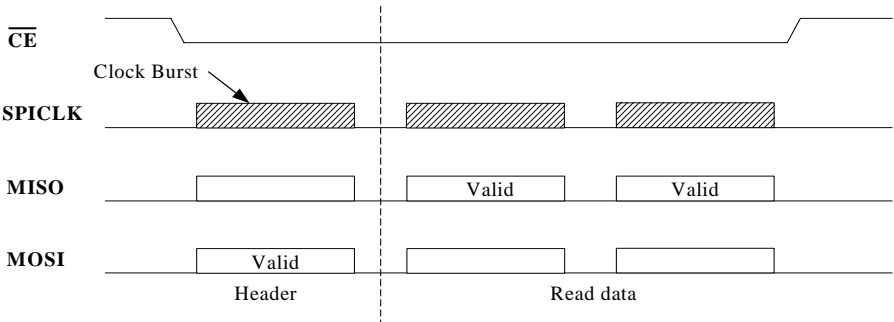 CE
Clock Burst
SPICLK
MISO
Valid
Valid
MOSI
Valid
Header
Read data